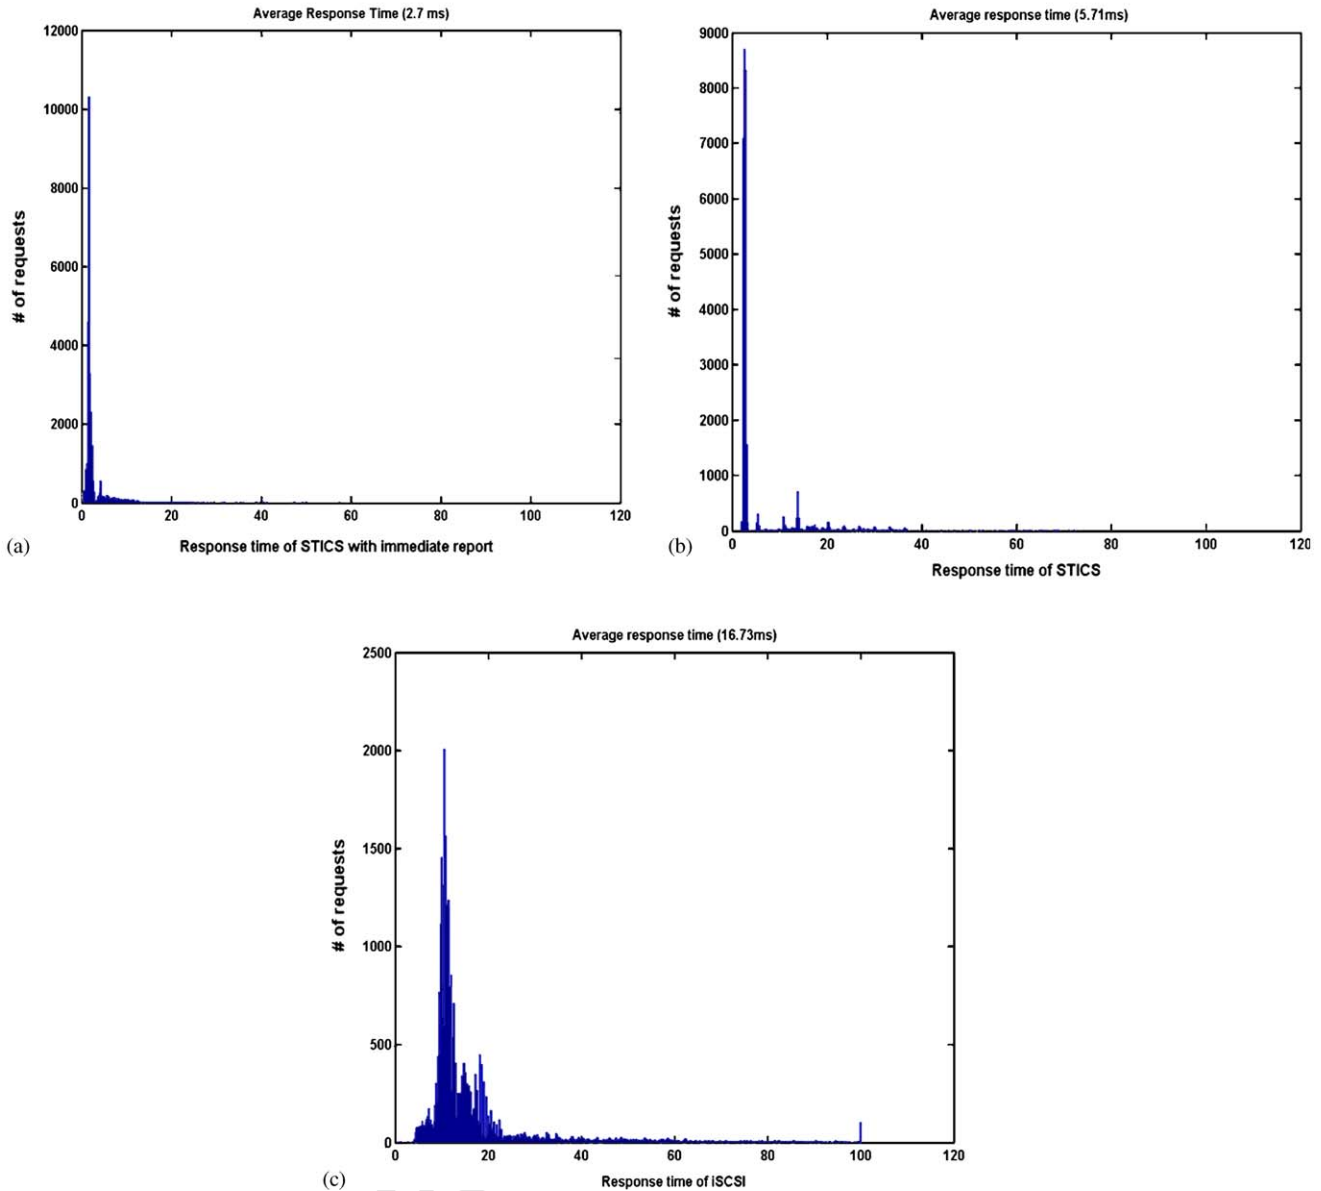 Average Response Time (2.7 ms)
12000
10000
8000
6000
4000
2000
0
# of requests
0 20 40 60 80 100 120
(a)
Response time of STICS with immediate report
Average response time (5.71ms)
9000
8000
7000
6000
5000
4000
3000
2000
1000
0
# of requests
0 20 40 60 80 100 120
(b)
Response time of STICS
Average response time (16.73ms)
2500
2000
1500
1000
500
0
# of requests
0 20 40 60 80 100 120
(c)
Response time of iSCSI